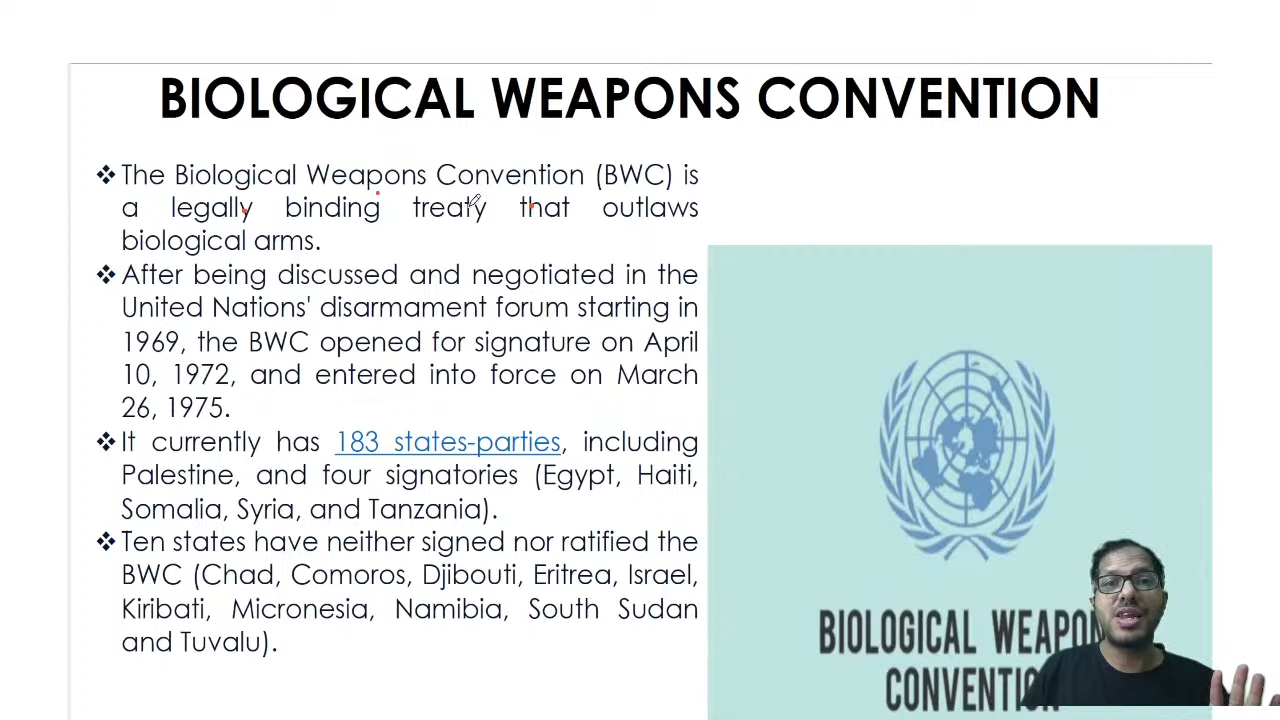 BIOLOGICAL WEAPONS CONVENTION
❖The Biological Weapons Convention (BWC) is
a legally binding treaty that outlaws
biological arms.
❖After being discussed and negotiated in the
United Nations' disarmament forum starting in
1969, the BWC opened for signature on April
10, 1972, and entered into force on March
26, 1975.
❖It currently has 183 states-parties, including
Palestine, and four signatories (Egypt, Haiti,
Somalia, Syria, and Tanzania).
❖Ten states have neither signed nor ratified the
BWC (Chad, Comoros, Djibouti, Eritrea, Israel,
Kiribati, Micronesia, Namibia, South Sudan
and Tuvalu).
BIOLOGICAL WEAPONS
CONVENTION